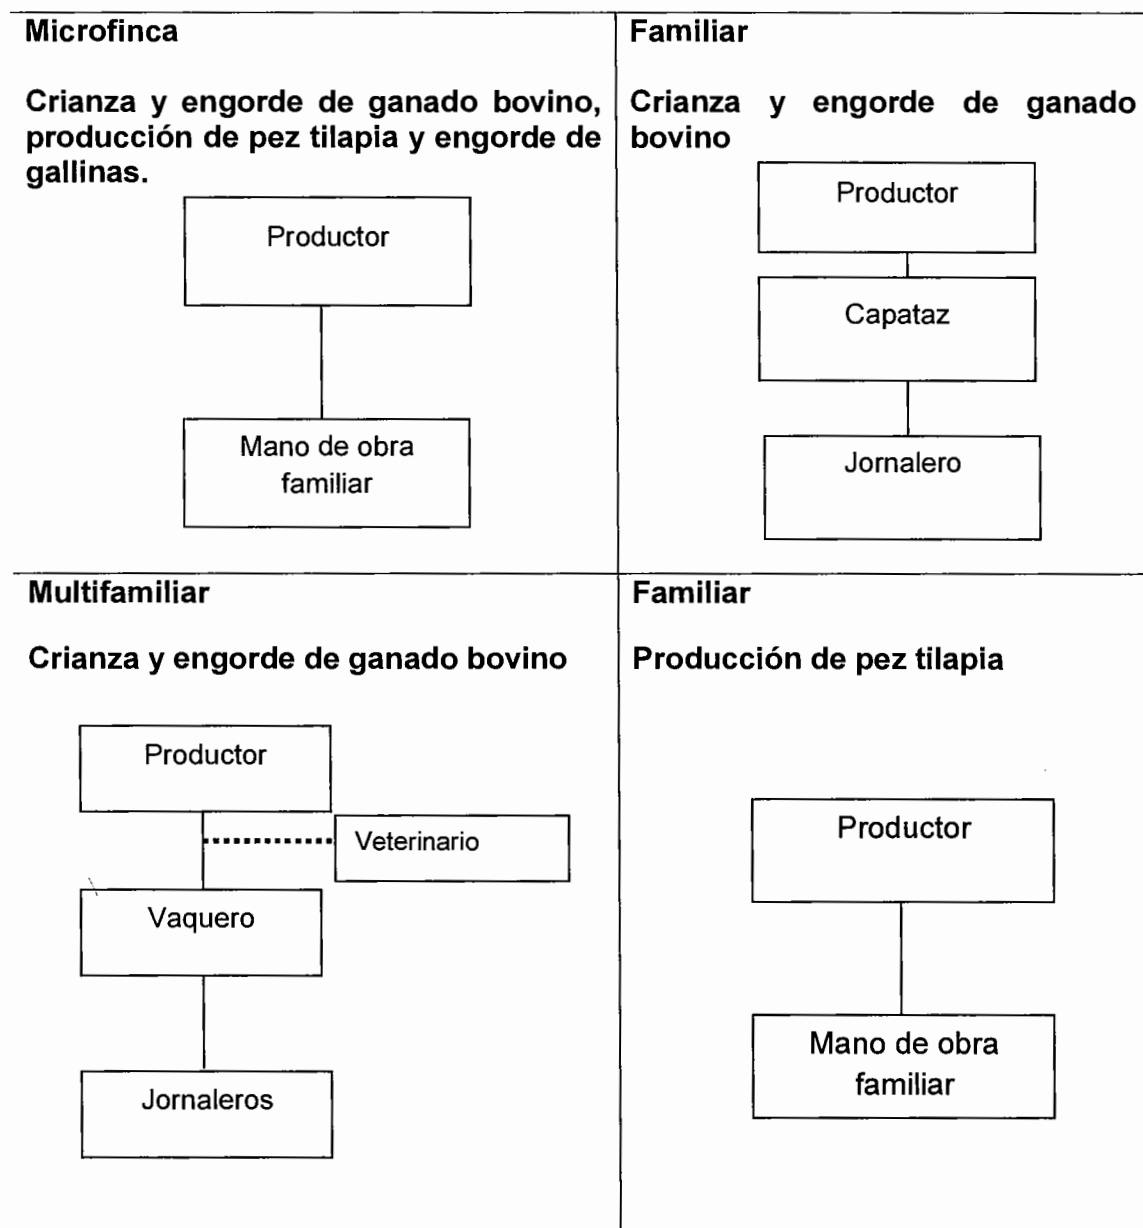 Microfinca
Crianza y engorde de ganado bovino,
producción de pez tilapia y engorde de
gallinas.
Productor
Mano de obra
familiar
Familiar
Crianza y engorde de ganado
bovino
Productor
Capataz
Jornalero
Multifamiliar
Crianza y engorde de ganado bovino
Productor
Veterinario
Vaquero
Jornaleros
Familiar
Producción de pez tilapia
Productor
Mano de obra
familiar